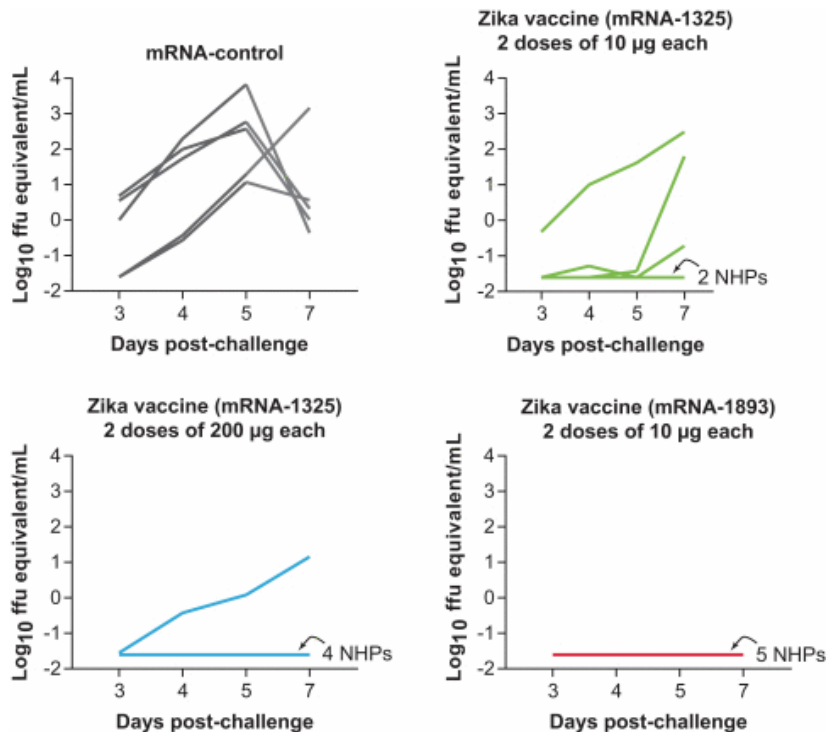 mRNA-control
Log10 ffu equivalent/mL
4
3
2
1
0
-1
-2
3 4 5 7
Days post-challenge
Zika vaccine (mRNA-1325)
2 doses of 10 µg each
Log10 ffu equivalent/mL
4
3
2
1
0
-1
-2
2 NHPs
3 4 5 7
Days post-challenge
Zika vaccine (mRNA-1325)
2 doses of 200 µg each
Log10 ffu equivalent/mL
4
3
2
1
0
-1
-2
4 NHPs
3 4 5 7
Days post-challenge
Zika vaccine (mRNA-1893)
2 doses of 10 µg each
Log10 ffu equivalent/mL
4
3
2
1
0
-1
-2
5 NHPs
3 4 5 7
Days post-challenge